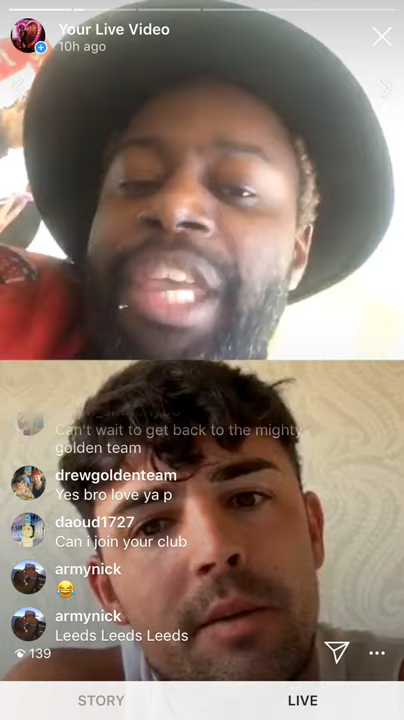 Your Live Video
10h ago
Can't wait to get back to the mighty
golden team
drewgoldenteam
Yes bro love ya p
daoud1727
Can i join your club
armynick
😂
armynick
Leeds Leeds Leeds
139
STORY
LIVE